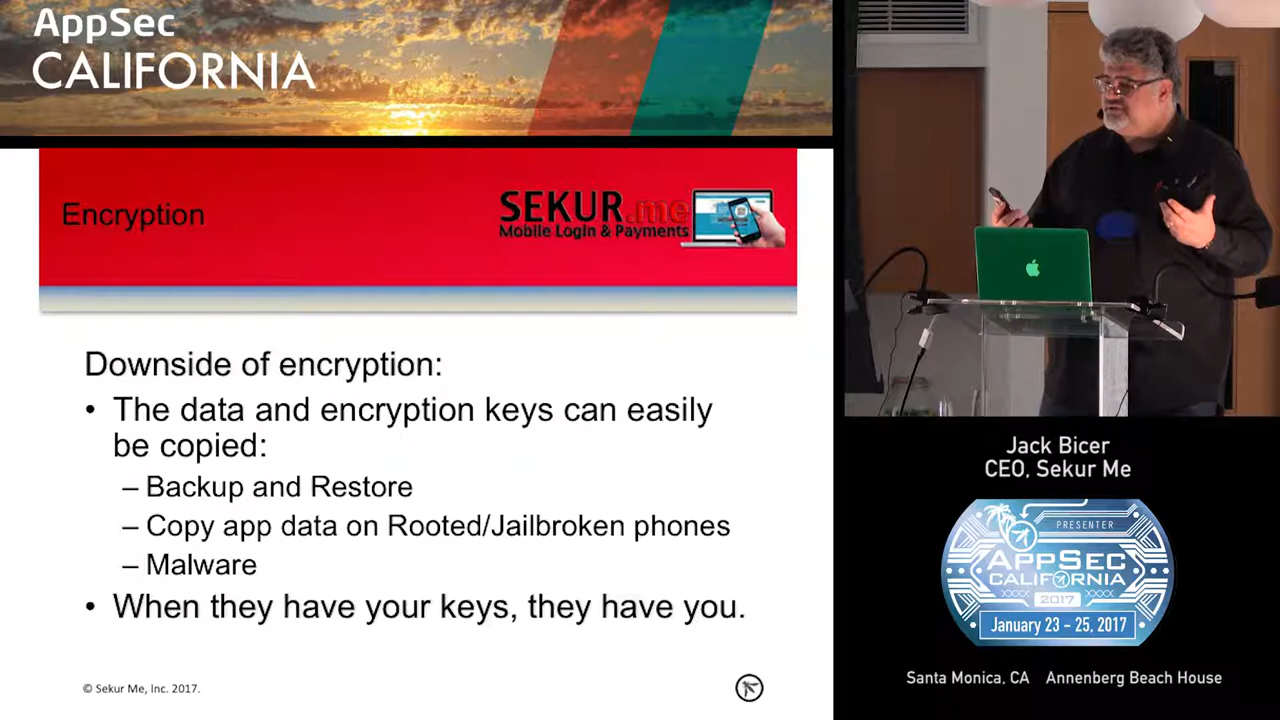 AppSec
CALIFORNIA
Encryption
SEKUR.me
Mobile Login & Payments
Downside of encryption:
• The data and encryption keys can easily
be copied:
– Backup and Restore
– Copy app data on Rooted/Jailbroken phones
– Malware
• When they have your keys, they have you.
© Sekur Me, Inc. 2017.
Jack Bicer
CEO, Sekur Me
PRESENTER
APPSEC
CALIFORNIA
2017
January 23 - 25, 2017
Santa Monica, CA Annenberg Beach House